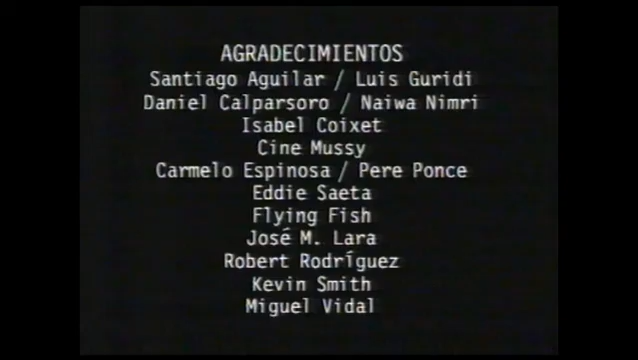 AGRADECIMIENTOS
Santiago Aguilar / Luis Guridi
Daniel Calparsoro / Naiwa Nimri
Isabel Coixet
Cine Mussy
Carmelo Espinosa / Pere Ponce
Eddie Saeta
Flying Fish
José M. Lara
Robert Rodríguez
Kevin Smith
Miguel Vidal